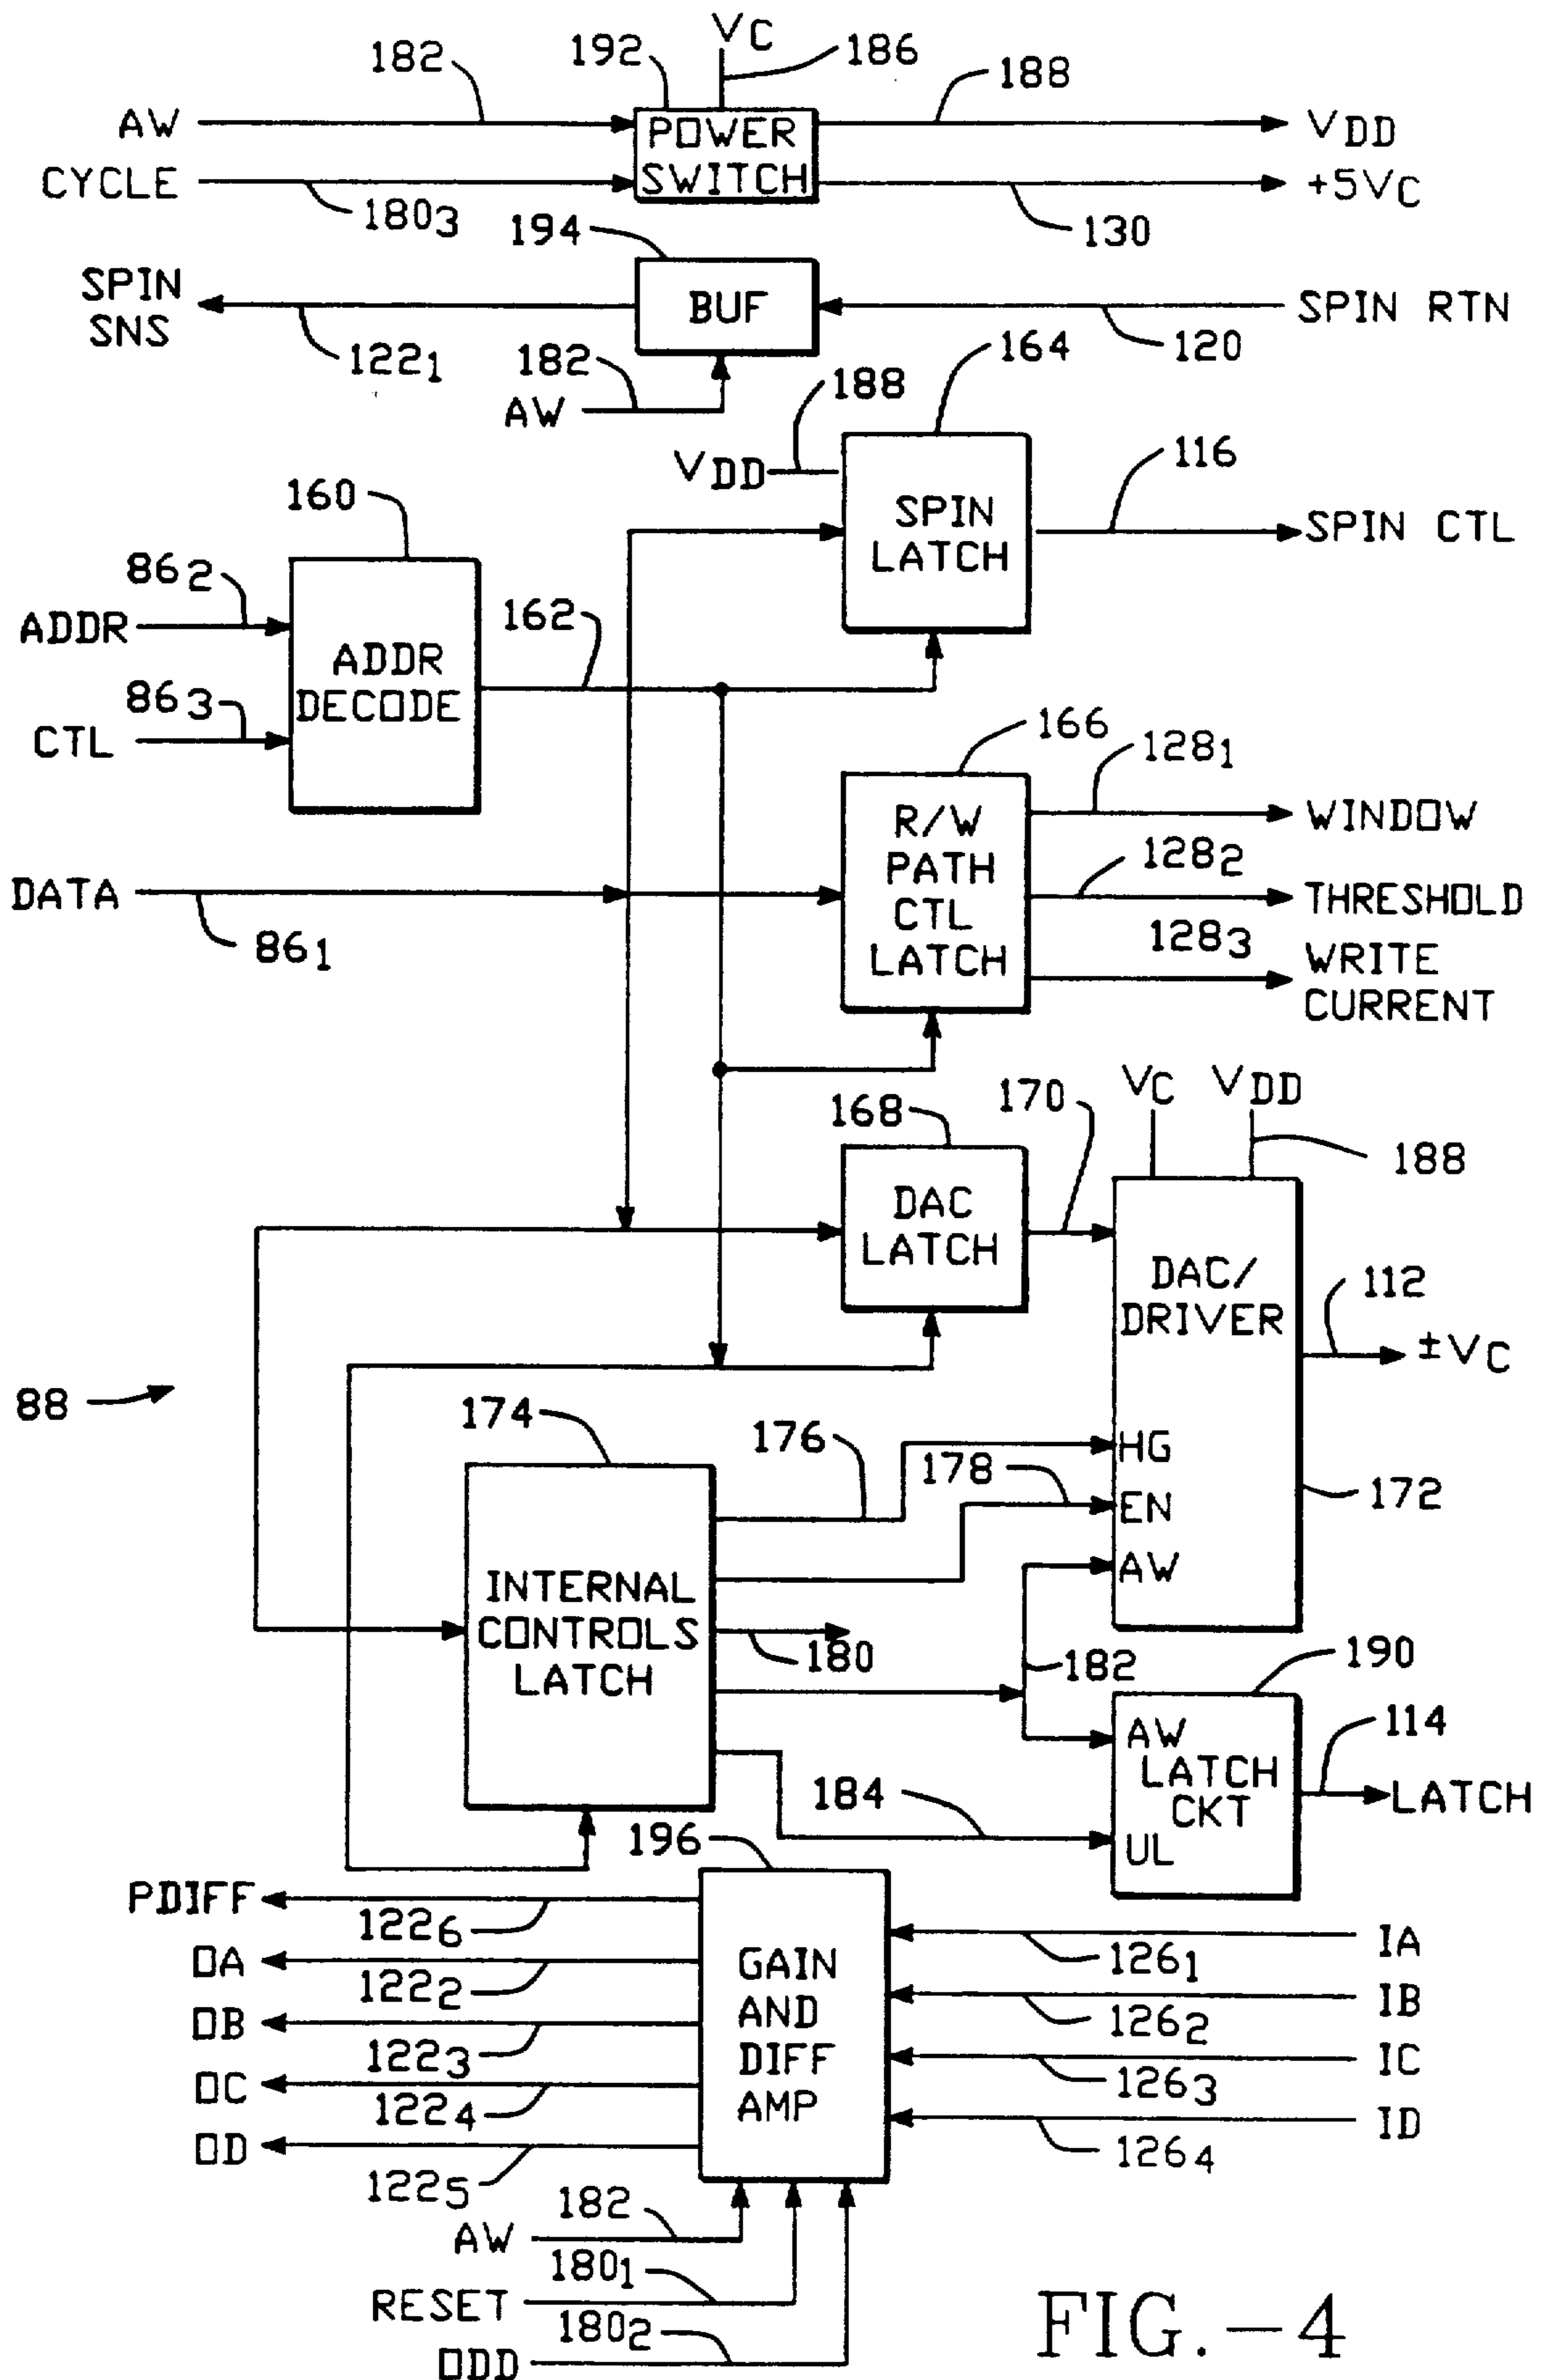 VC
192
186
182
188
AW
POWER
SWITCH
VDD
CYCLE
+5VC
1803
194
130
SPIN
SNS
BUF
SPIN RTN
1221
182
120
164
AW
188
VDD
160
SPIN
LATCH
116
SPIN CTL
862
ADDR
162
ADDR
DECODE
863
CTL
166
1281
R/W
PATH
CTL
LATCH
WINDOW
1282
DATA
THRESHOLD
861
1283
WRITE
CURRENT
VC
VDD
168
170
188
DAC
LATCH
DAC/
DRIVER
112
±VC
88
174
176
HG
178
EN
172
AW
INTERNAL
CONTROLS
LATCH
180
182
190
AW
LATCH
CKT
114
LATCH
184
UL
196
PDIFF
1226
OA
1222
OB
1223
OC
1224
OD
1225
GAIN
AND
DIFF
AMP
IA
1261
IB
1262
IC
1263
ID
1264
182
AW
1801
RESET
1802
ODD
FIG.-4